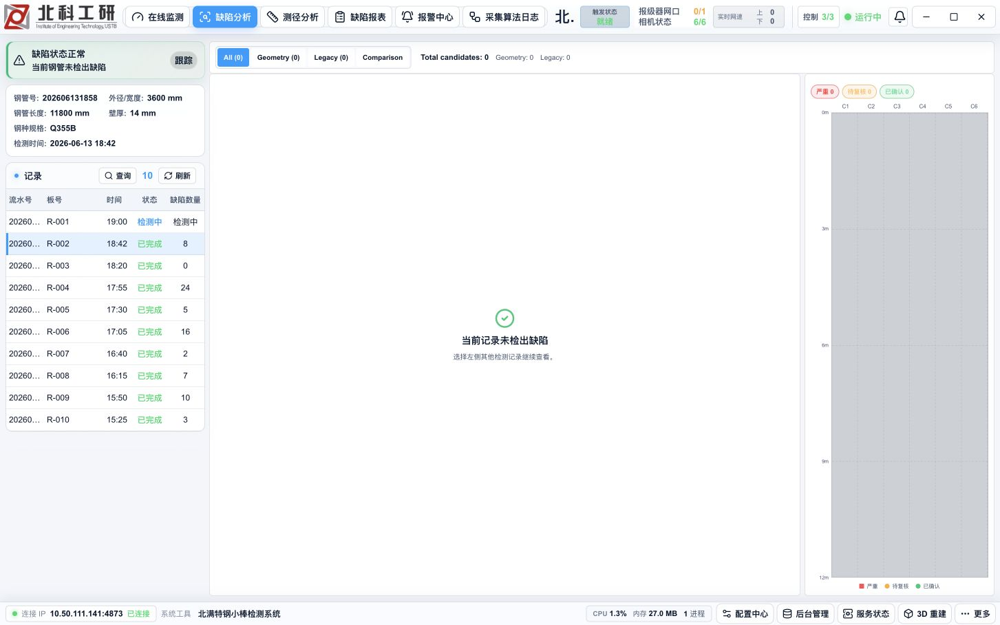 北科工研
Institute of Engineering Technology, USTB
在线监测
缺陷分析
测径分析
缺陷报表
报警中心
采集算法日志
北.
触发状态
就绪
报级器网口 0/1
相机状态 6/6
实时网速
上 0
下 0
控制 3/3
运行中
缺陷状态正常
当前钢管未检出缺陷
跟踪
钢管号: 202606131858 外径/宽度: 3600 mm
钢管长度: 11800 mm 壁厚: 14 mm
钢种规格: Q355B
检测时间: 2026-06-13 18:42
记录 查询 10 刷新
流水号 板号 时间 状态 缺陷数量
20260... R-001 19:00 检测中 检测中
20260... R-002 18:42 已完成 8
20260... R-003 18:20 已完成 0
20260... R-004 17:55 已完成 24
20260... R-005 17:30 已完成 5
20260... R-006 17:05 已完成 16
20260... R-007 16:40 已完成 2
20260... R-008 16:15 已完成 7
20260... R-009 15:50 已完成 10
20260... R-010 15:25 已完成 3
All (0) Geometry (0) Legacy (0) Comparison Total candidates: 0 Geometry: 0 Legacy: 0
当前记录未检出缺陷
选择左侧其他检测记录继续查看。
严重 0 待复核 0 已确认 0
C1 C2 C3 C4 C5 C6
0m
3m
6m
9m
12m
严重 待复核 已确认
连接 IP 10.50.111.141:4873 已连接 系统工具 北满特钢小棒检测系统
CPU 1.3% 内存 27.0 MB 1 进程
配置中心
后台管理
服务状态
3D 重建
更多